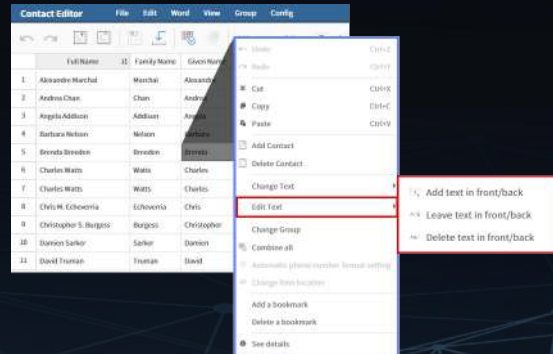 Contact Editor File Edit Word View Group Config
Full Name Family Name Given Name
1 Alexandre Marchal Marchal Alexandre
2 Andrea Chan Chan Andrea
3 Angela Addison Addison Angela
4 Barbara Nelson Nelson Barbara
5 Brenda Breeden Breeden Brenda
6 Charles Watts Watts Charles
7 Charles Watts Watts Charles
8 Chris M. Echeverria Echeverria Chris
9 Christopher S. Burgess Burgess Christopher
10 Damien Sarker Sarker Damien
11 David Truman Truman David
Undo Ctrl+Z
Redo Ctrl+Y
Cut Ctrl+X
Copy Ctrl+C
Paste Ctrl+V
Add Contact
Delete Contact
Change Text
Edit Text
Change Group
Combine all
Automatic phone number format setting
Change item location
Add a bookmark
Delete a bookmark
See details
Add text in front/back
Leave text in front/back
Delete text in front/back